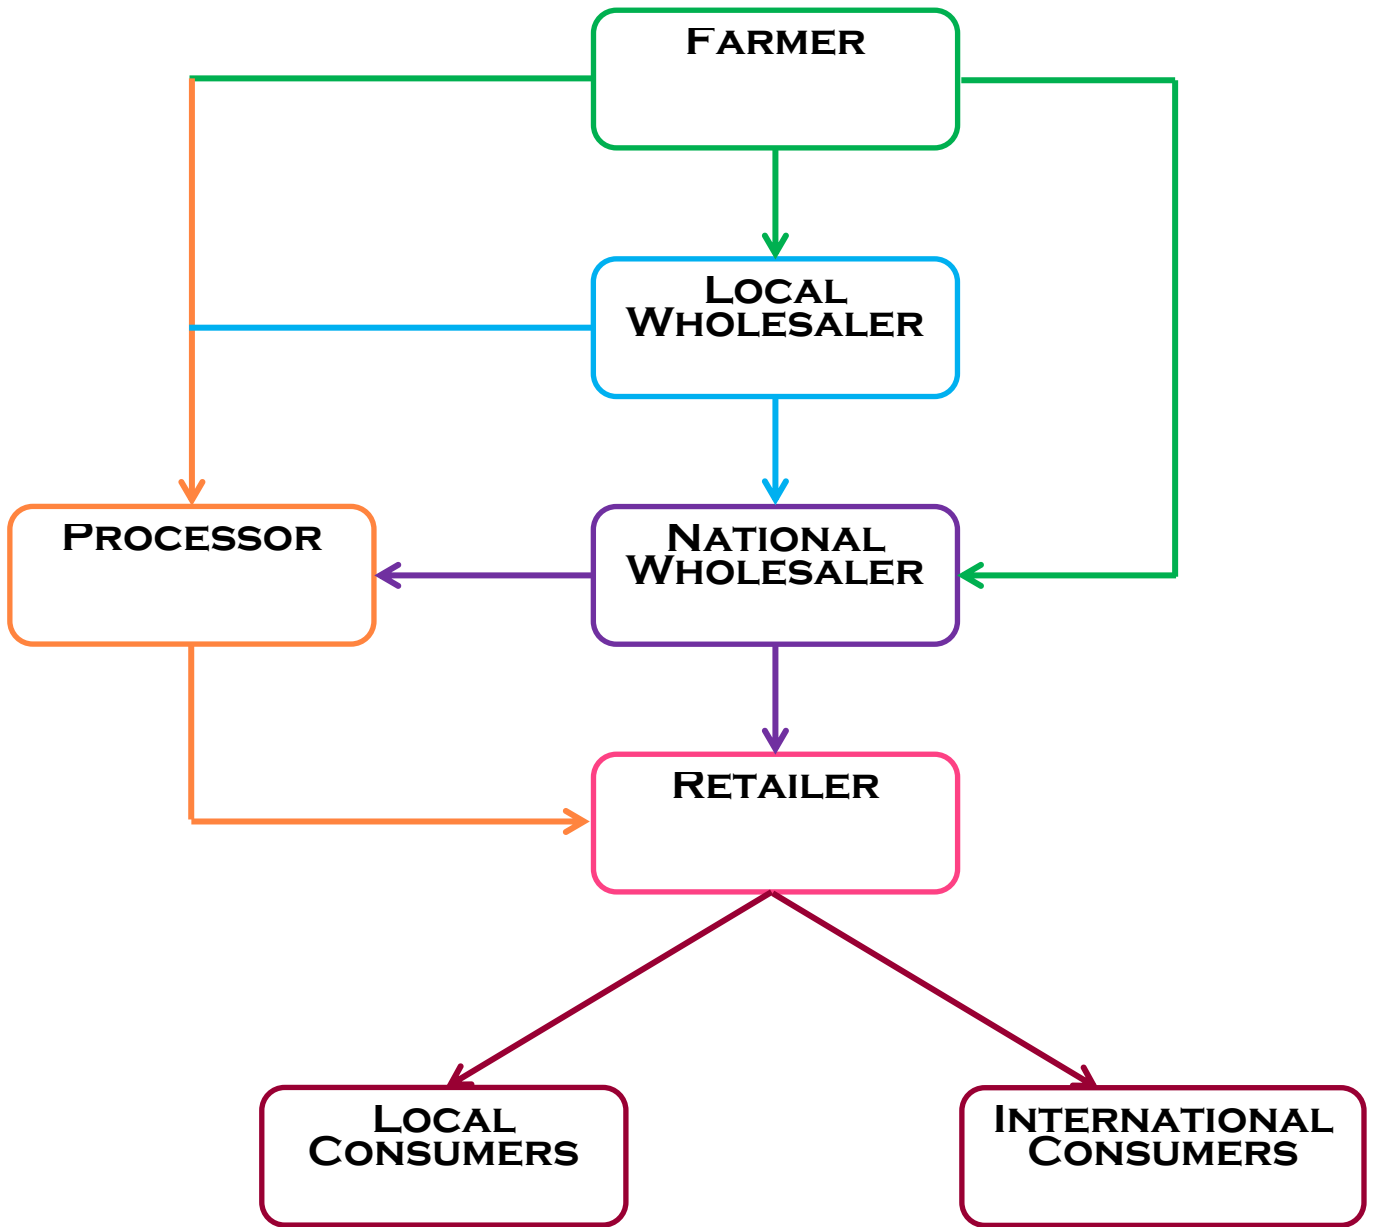 Farmer
Local
Wholesaler
Processor
National
Wholesaler
Retailer
Local
Consumers
International
Consumers